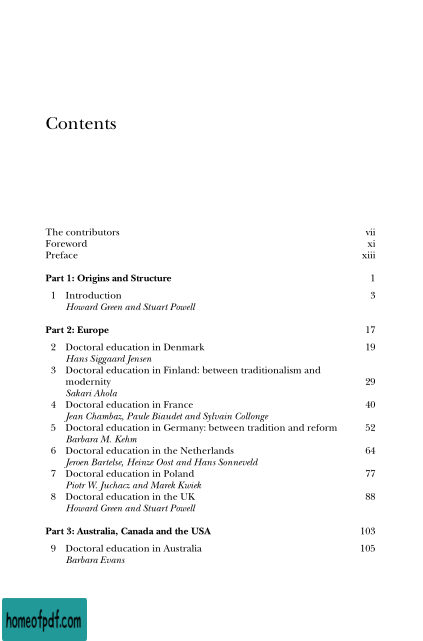 Contents
The contributors vii
Foreword xi
Preface xiii
Part 1: Origins and Structure 1
1 Introduction 3
Howard Green and Stuart Powell
Part 2: Europe 17
2 Doctoral education in Denmark 19
Hans Siggaard Jensen
3 Doctoral education in Finland: between traditionalism and
modernity 29
Sakari Ahola
4 Doctoral education in France 40
Jean Chambaz, Paule Biaudet and Sylvain Collonge
5 Doctoral education in Germany: between tradition and reform 52
Barbara M. Kehm
6 Doctoral education in the Netherlands 64
Jeroen Bartelse, Heinze Oost and Hans Sonneveld
7 Doctoral education in Poland 77
Piotr W. Juchacz and Marek Kwiek
8 Doctoral education in the UK 88
Howard Green and Stuart Powell
Part 3: Australia, Canada and the USA 103
9 Doctoral education in Australia 105
Barbara Evans
homeofpdf.com